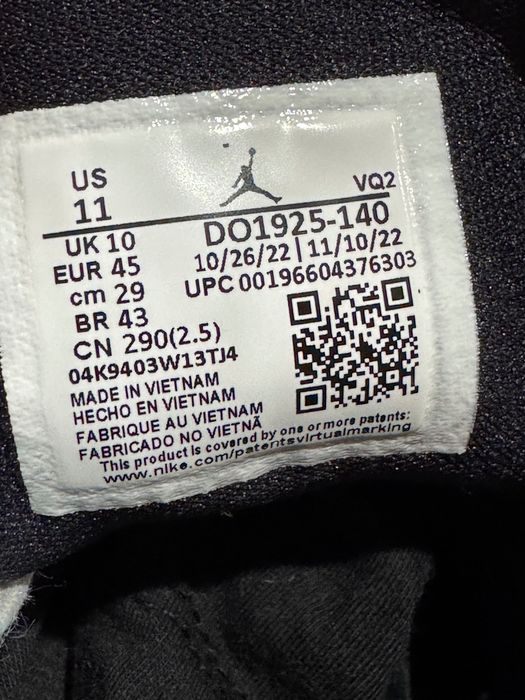 US
11
VQ2
UK 10
DO1925-140
EUR 45
10/26/22 | 11/10/22
cm 29
UPC 00196604376303
BR 43
CN 290(2.5)
04K9403W13TJ4
MADE IN VIETNAM
HECHO EN VIETNAM
FABRIQUE AU VIETNAM
FABRICADO NO VIETNÃ
This product is covered by one or more patents:
www.nike.com/patentsvirtualmarking